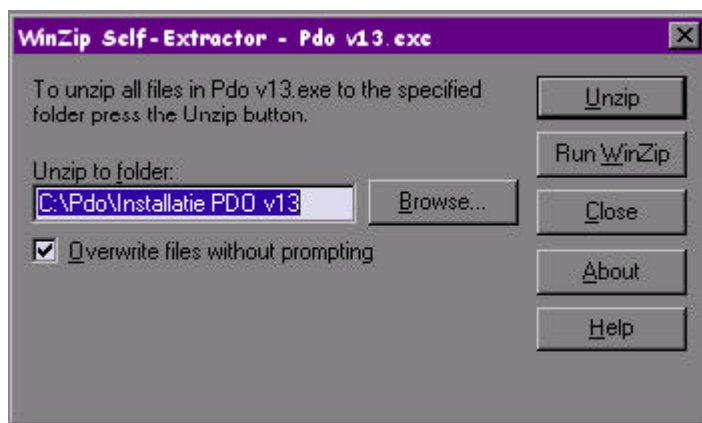 WinZip Self-Extractor - Pdo v13.exe
To unzip all files in Pdo v13.exe to the specified
folder press the Unzip button.
Unzip to folder:
C:\Pdo\Installatie PDO v13
Browse...
Overwrite files without prompting
Unzip
Run WinZip
Close
About
Help